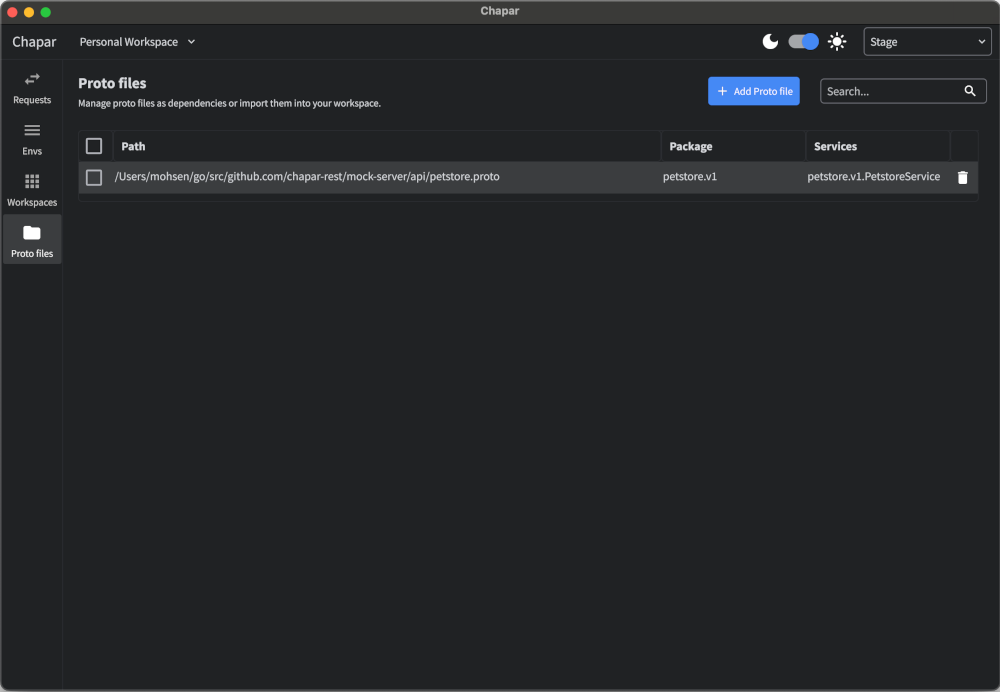 Chapar
Chapar
Personal Workspace
Stage
Requests
Envs
Workspaces
Proto files
Proto files
Manage proto files as dependencies or import them into your workspace.
Add Proto file
Search...
Path Package Services
/Users/mohsen/go/src/github.com/chapar-rest/mock-server/api/petstore.proto petstore.v1 petstore.v1.PetstoreService